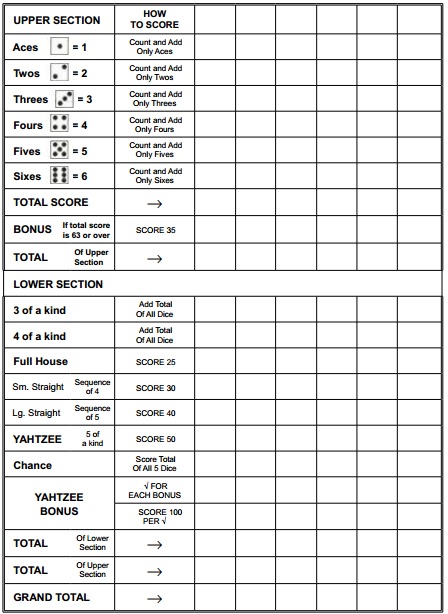 UPPER SECTION HOW
TO SCORE
Aces = 1 Count and Add
Only Aces
Twos = 2 Count and Add
Only Twos
Threes = 3 Count and Add
Only Threes
Fours = 4 Count and Add
Only Fours
Fives = 5 Count and Add
Only Fives
Sixes = 6 Count and Add
Only Sixes
TOTAL SCORE →
BONUS If total score
is 63 or over SCORE 35
TOTAL Of Upper
Section →
LOWER SECTION
3 of a kind Add Total
Of All Dice
4 of a kind Add Total
Of All Dice
Full House SCORE 25
Sm. Straight Sequence
of 4 SCORE 30
Lg. Straight Sequence
of 5 SCORE 40
YAHTZEE 5 of
a kind SCORE 50
Chance Score Total
Of All 5 Dice
YAHTZEE
BONUS
√ FOR
EACH BONUS
SCORE 100
PER √
TOTAL Of Lower
Section →
TOTAL Of Upper
Section →
GRAND TOTAL →